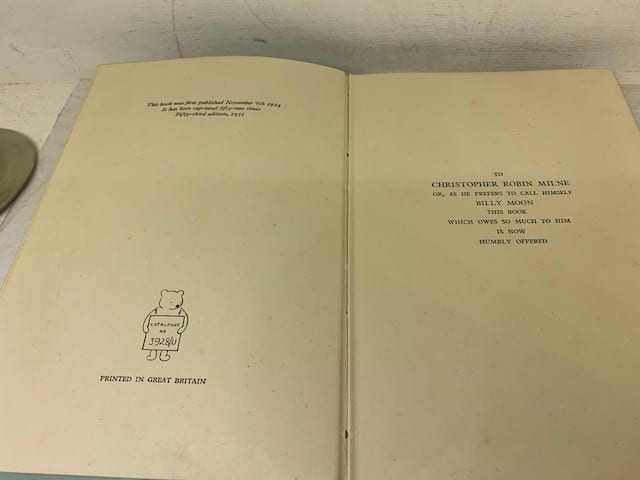 This book was first published November 6th 1924
It has been reprinted fifty-two times
Fifty-third edition, 1951
CATALOGUE
NO
3928/U
PRINTED IN GREAT BRITAIN
TO
CHRISTOPHER ROBIN MILNE
OR, AS HE PREFERS TO CALL HIMSELF
BILLY MOON
THIS BOOK
WHICH OWES SO MUCH TO HIM
IS NOW
HUMBLY OFFERED